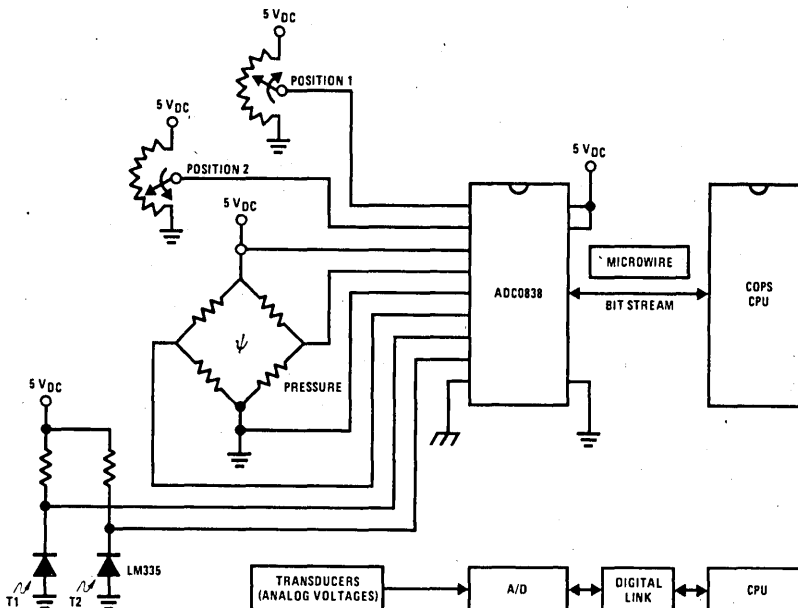 5 VDC
POSITION 1
5 VDC
POSITION 2
5 VDC
5 VDC
MICROWIRE
ADC0838
BIT STREAM
COPS
CPU
ψ
PRESSURE
5 VDC
LM335
T1
T2
TRANSDUCERS
(ANALOG VOLTAGES)
A/D
DIGITAL
LINK
CPU